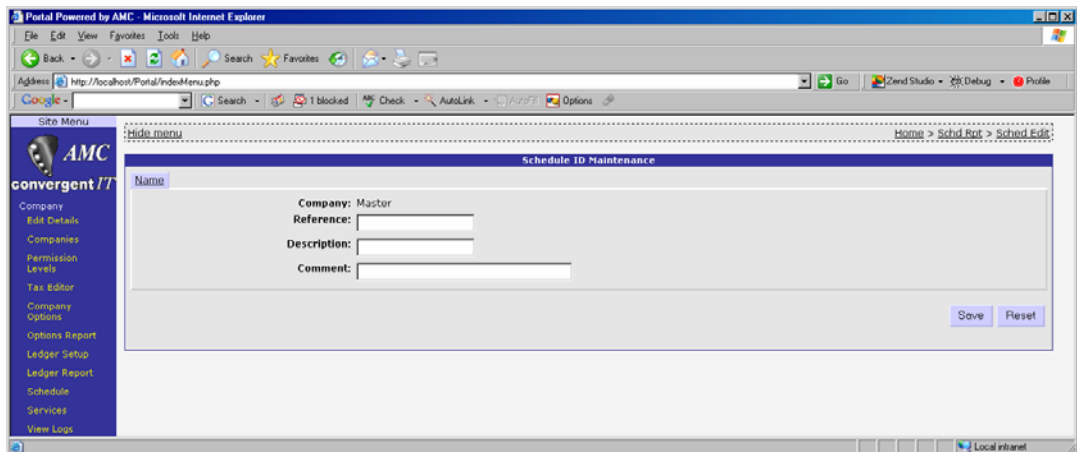 Portal Powered by AMC - Microsoft Internet Explorer
File Edit View Favorites Tools Help
Back Search Favorites
Address http://localhost/Portal/indexMenu.php Go Zend Studio Debug Profile
Google Search 1 blocked Check AutoLink AutoFill Options
Site Menu
Hide menu Home > Schd Rpt > Sched Edit
AMC
convergent IT
Schedule ID Maintenance
Name
Company: Master
Reference:
Description:
Comment:
Save Reset
Company
Edit Details
Companies
Permission
Levels
Tax Editor
Company
Options
Options Report
Ledger Setup
Ledger Report
Schedule
Services
View Logs
Local intranet